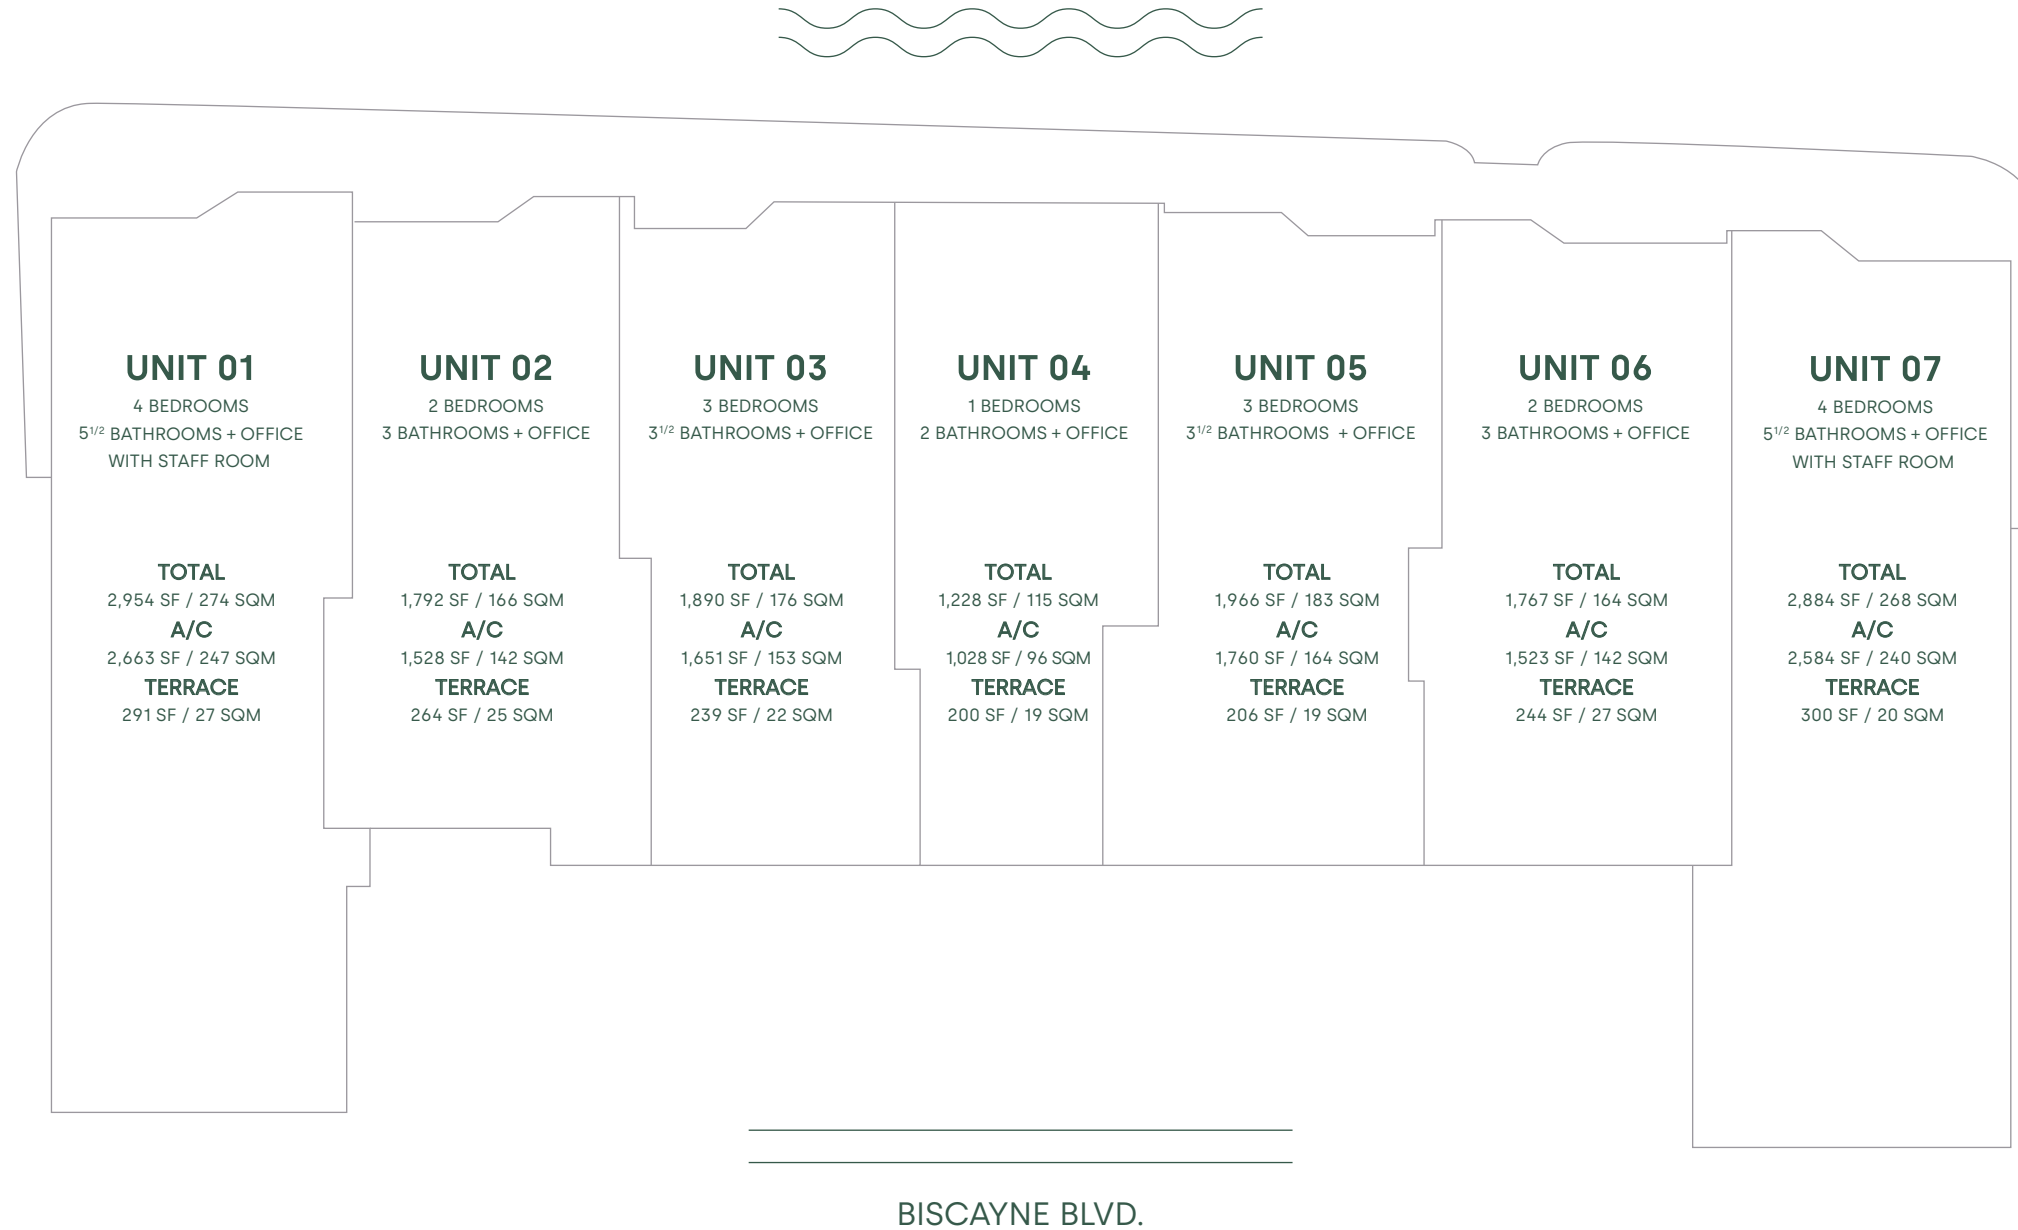 UNIT 01
4 BEDROOMS
5 1/2 BATHROOMS + OFFICE
WITH STAFF ROOM
TOTAL
2,954 SF / 274 SQM
A/C
2,663 SF / 247 SQM
TERRACE
291 SF / 27 SQM
UNIT 02
2 BEDROOMS
3 BATHROOMS + OFFICE
TOTAL
1,792 SF / 166 SQM
A/C
1,528 SF / 142 SQM
TERRACE
264 SF / 25 SQM
UNIT 03
3 BEDROOMS
3 1/2 BATHROOMS + OFFICE
TOTAL
1,890 SF / 176 SQM
A/C
1,651 SF / 153 SQM
TERRACE
239 SF / 22 SQM
UNIT 04
1 BEDROOMS
2 BATHROOMS + OFFICE
TOTAL
1,228 SF / 115 SQM
A/C
1,028 SF / 96 SQM
TERRACE
200 SF / 19 SQM
UNIT 05
3 BEDROOMS
3 1/2 BATHROOMS + OFFICE
TOTAL
1,966 SF / 183 SQM
A/C
1,760 SF / 164 SQM
TERRACE
206 SF / 19 SQM
UNIT 06
2 BEDROOMS
3 BATHROOMS + OFFICE
TOTAL
1,767 SF / 164 SQM
A/C
1,523 SF / 142 SQM
TERRACE
244 SF / 27 SQM
UNIT 07
4 BEDROOMS
5 1/2 BATHROOMS + OFFICE
WITH STAFF ROOM
TOTAL
2,884 SF / 268 SQM
A/C
2,584 SF / 240 SQM
TERRACE
300 SF / 20 SQM
BISCAYNE BLVD.